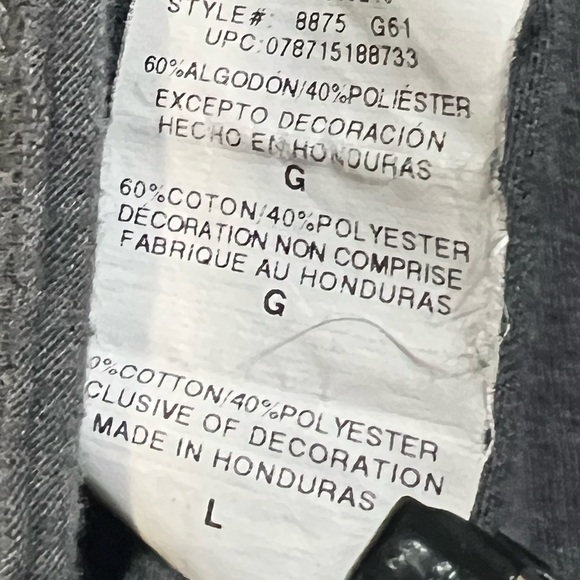 STYLE#: 8875 G61
UPC:078715188733
60%ALGODÓN/40%POLIÉSTER
EXCEPTO DECORACIÓN
HECHO EN HONDURAS
G
60%COTON/40%POLYESTER
DÉCORATION NON COMPRISE
FABRIQUE AU HONDURAS
G
0%COTTON/40%POLYESTER
CLUSIVE OF DECORATION
MADE IN HONDURAS
L